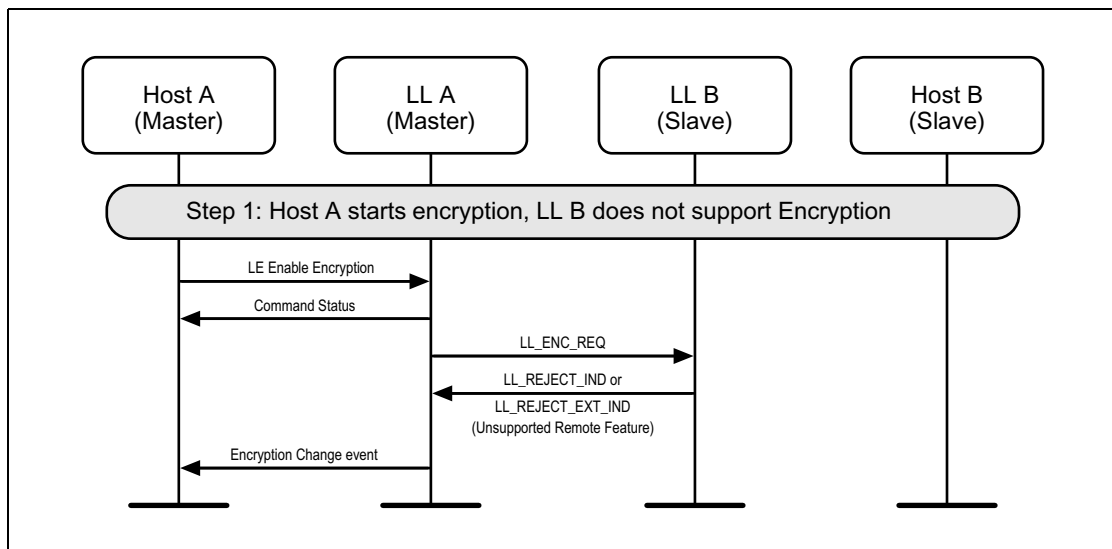 Host A
(Master)
LL A
(Master)
LL B
(Slave)
Host B
(Slave)
Step 1: Host A starts encryption, LL B does not support Encryption
LE Enable Encryption
Command Status
LL_ENC_REQ
LL_REJECT_IND or
LL_REJECT_EXT_IND
(Unsupported Remote Feature)
Encryption Change event